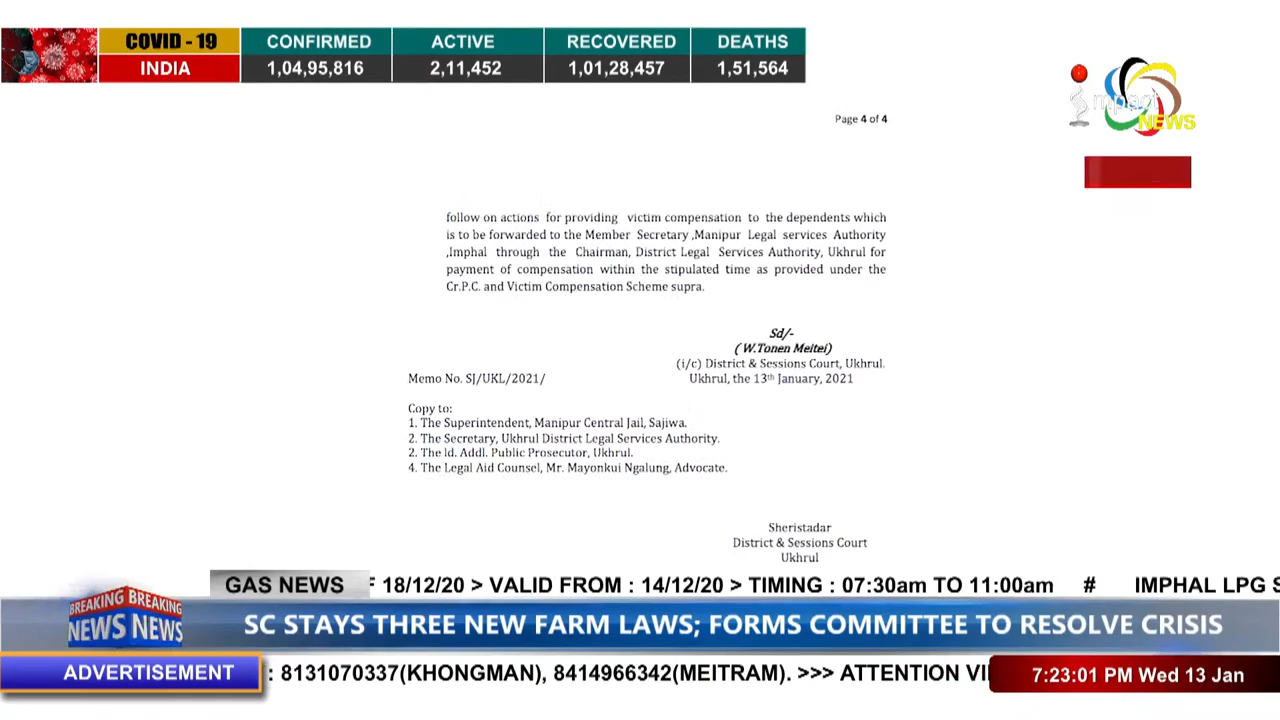 COVID - 19 CONFIRMED ACTIVE RECOVERED DEATHS
INDIA 1,04,95,816 2,11,452 1,01,28,457 1,51,564
mpact
NEWS
Page 4 of 4
follow on actions for providing victim compensation to the dependents which
is to be forwarded to the Member Secretary ,Manipur Legal services Authority
,Imphal through the Chairman, District Legal Services Authority, Ukhrul for
payment of compensation within the stipulated time as provided under the
Cr.P.C. and Victim Compensation Scheme supra.
Sd/-
( W.Tonen Meitei)
(i/c) District & Sessions Court, Ukhrul.
Memo No. SJ/UKL/2021/ Ukhrul, the 13th January, 2021
Copy to:
1. The Superintendent, Manipur Central Jail, Sajiwa.
2. The Secretary, Ukhrul District Legal Services Authority.
2. The ld. Addl. Public Prosecutor, Ukhrul.
4. The Legal Aid Counsel, Mr. Mayonkui Ngalung, Advocate.
Sheristadar
District & Sessions Court
Ukhrul
GAS NEWS F 18/12/20 > VALID FROM : 14/12/20 > TIMING : 07:30am TO 11:00am # IMPHAL LPG S
BREAKING BREAKING
NEWS NEWS
SC STAYS THREE NEW FARM LAWS; FORMS COMMITTEE TO RESOLVE CRISIS
ADVERTISEMENT : 8131070337(KHONGMAN), 8414966342(MEITRAM). >>> ATTENTION VI
7:23:01 PM Wed 13 Jan